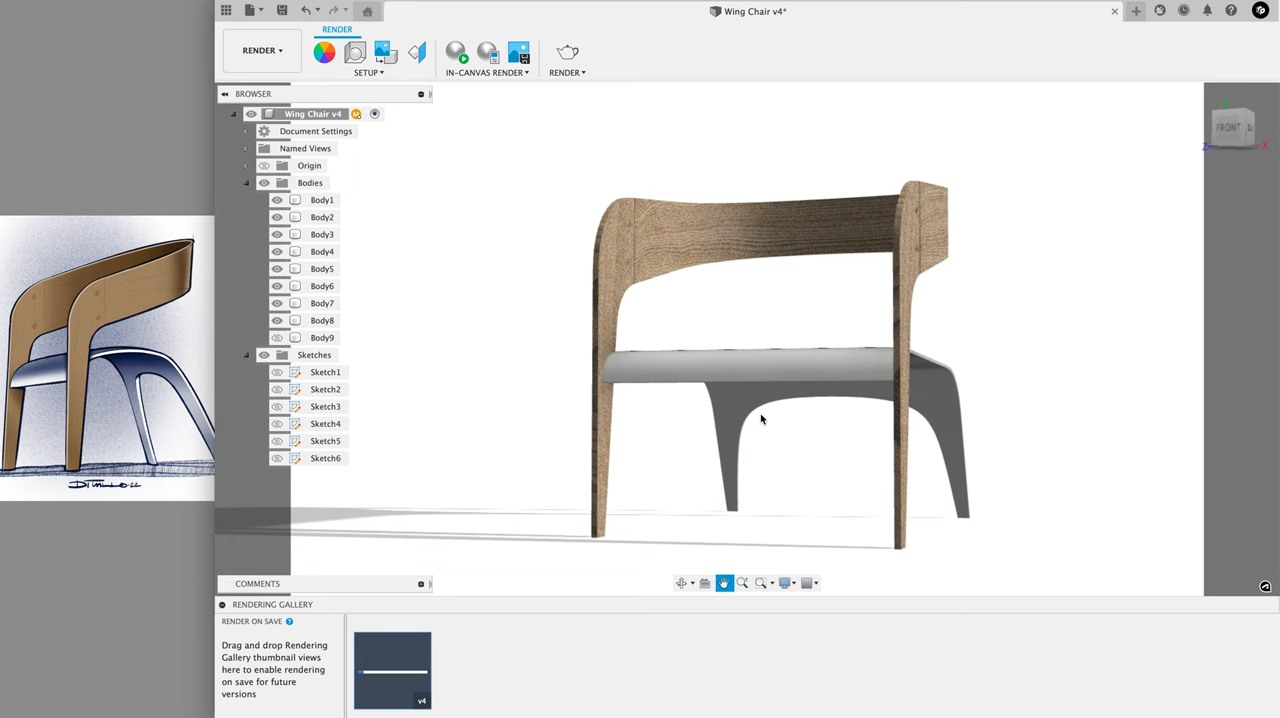 Wing Chair v4*
RENDER
RENDER
SETUP
IN-CANVAS RENDER
RENDER
BROWSER
Wing Chair v4
Document Settings
Named Views
Origin
Bodies
Body1
Body2
Body3
Body4
Body5
Body6
Body7
Body8
Body9
Sketches
Sketch1
Sketch2
Sketch3
Sketch4
Sketch5
Sketch6
FRONT
Z
X
COMMENTS
RENDERING GALLERY
RENDER ON SAVE
Drag and drop Rendering
Gallery thumbnail views
here to enable rendering
on save for future
versions
v4